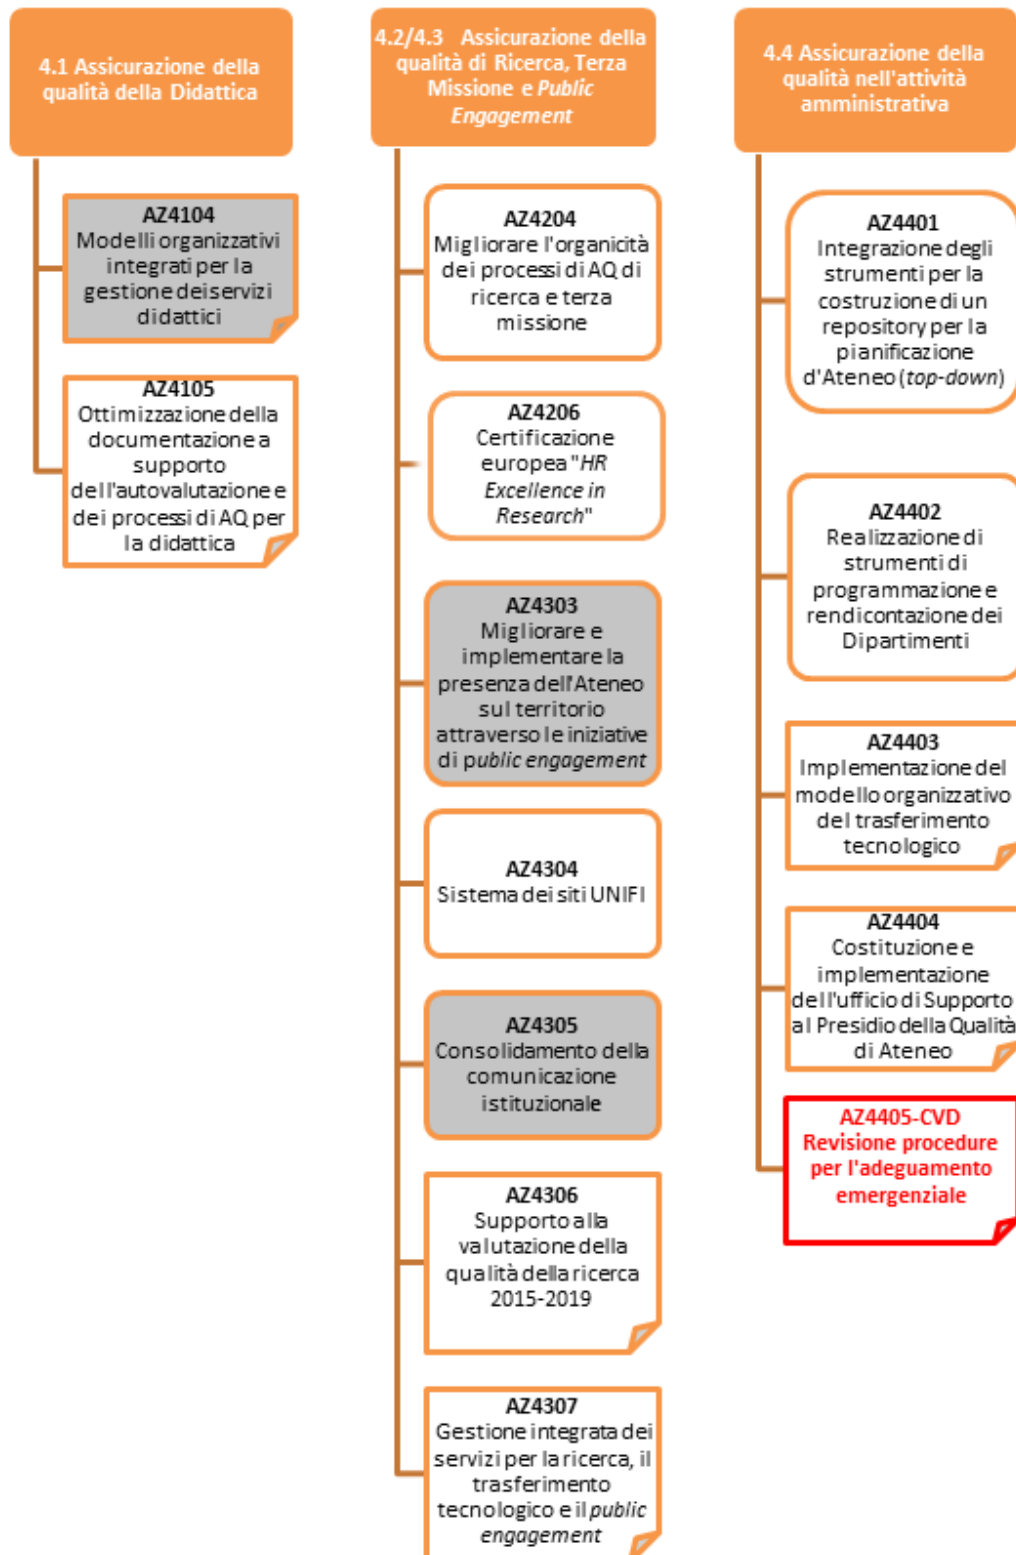 4.1 Assicurazione della
qualità della Didattica
AZ4104
Modelli organizzativi
integrati per la
gestione dei servizi
didattici
AZ4105
Ottimizzazione della
documentazione a
supporto
dell'autovalutazione e
dei processi di AQ per
la didattica
4.2/4.3 Assicurazione della
qualità di Ricerca, Terza
Missione e Public
Engagement
AZ4204
Migliorare l'organicità
dei processi di AQ di
ricerca e terza
missione
AZ4206
Certificazione
europea "HR
Excellence in
Research"
AZ4303
Migliorare e
implementare la
presenza dell'Ateneo
sul territorio
attraverso le iniziative
di public engagement
AZ4304
Sistema dei siti UNIFI
AZ4305
Consolidamento della
comunicazione
istituzionale
AZ4306
Supporto alla
valutazione della
qualità della ricerca
2015-2019
AZ4307
Gestione integrata dei
servizi per la ricerca, il
trasferimento
tecnologico e il public
engagement
4.4 Assicurazione della
qualità nell'attività
amministrativa
AZ4401
Integrazione degli
strumenti per la
costruzione di un
repository per la
pianificazione
d'Ateneo (top-down)
AZ4402
Realizzazione di
strumenti di
programmazione e
rendicontazione dei
Dipartimenti
AZ4403
Implementazione del
modello organizzativo
del trasferimento
tecnologico
AZ4404
Costituzione e
implementazione
dell'ufficio di Supporto
al Presidio della Qualità
di Ateneo
AZ4405-CVD
Revisione procedure
per l'adeguamento
emergenziale